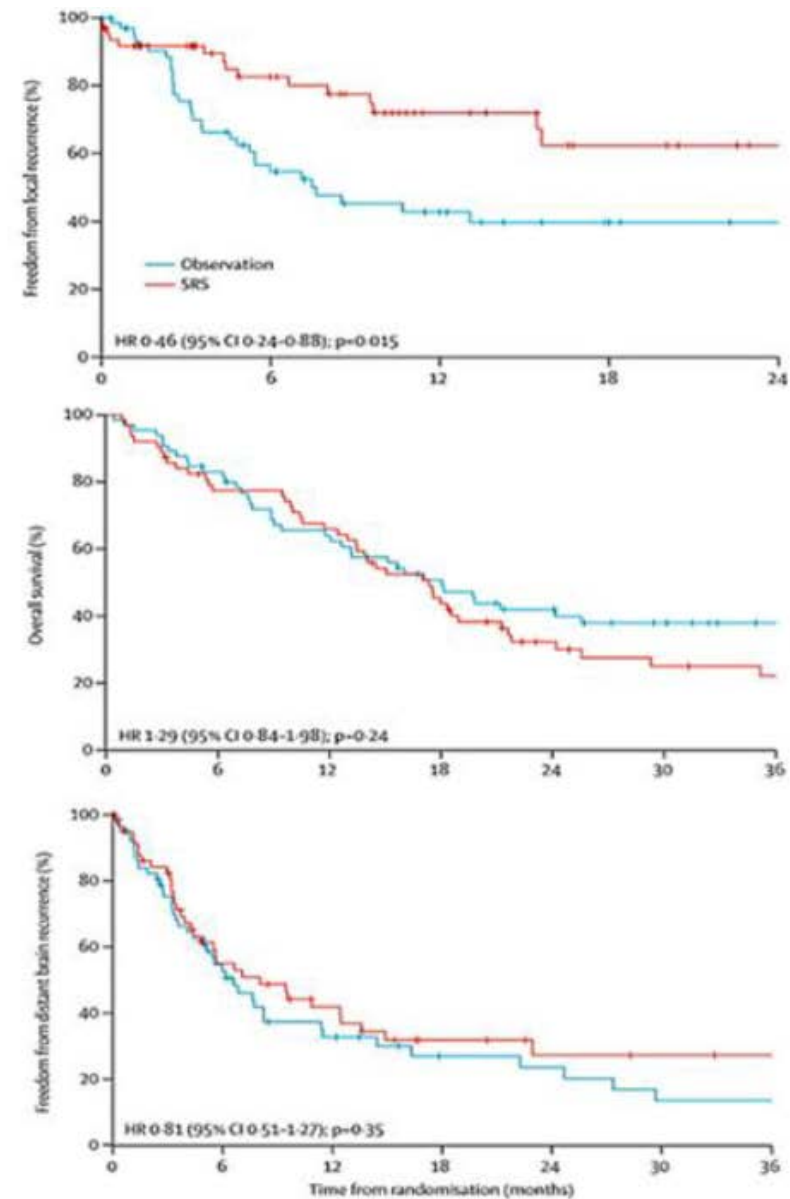 Freedom from local recurrence (%)
100
80
60
40
20
0
Observation
SRS
HR 0·46 (95% CI 0·24–0·88); p=0·015
0 6 12 18 24
Overall survival (%)
100
80
60
40
20
0
HR 1·29 (95% CI 0·84–1·98); p=0·24
0 6 12 18 24 30 36
Freedom from distant brain recurrence (%)
100
80
60
40
20
0
HR 0·81 (95% CI 0·51–1·27); p=0·35
0 6 12 18 24 30 36
Time from randomisation (months)